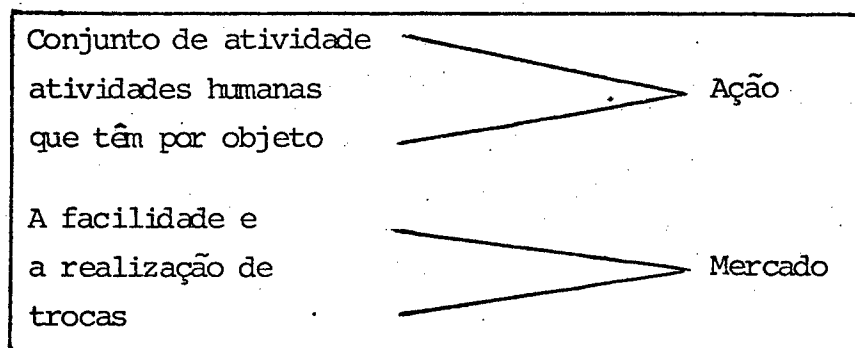 Conjunto de atividade
atividades humanas
que têm por objeto
Ação
A facilidade e
a realização de
trocas
Mercado